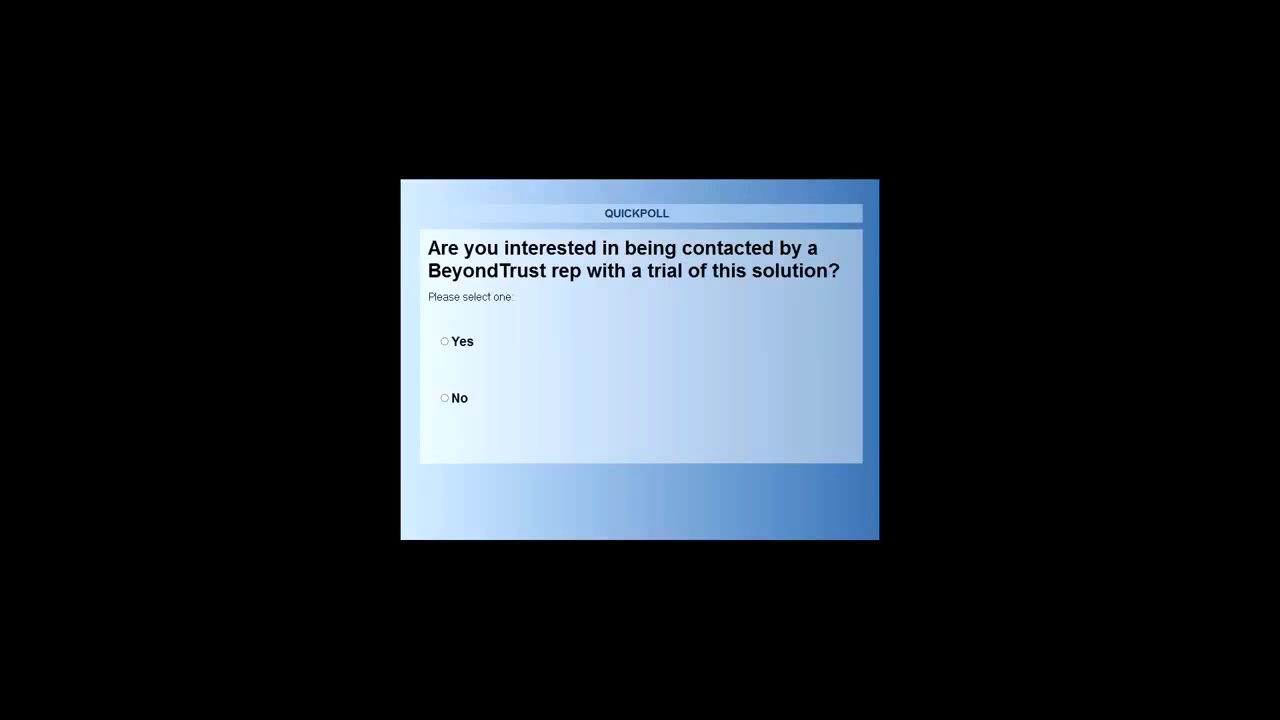 QUICKPOLL
Are you interested in being contacted by a
BeyondTrust rep with a trial of this solution?
Please select one:
Yes
No